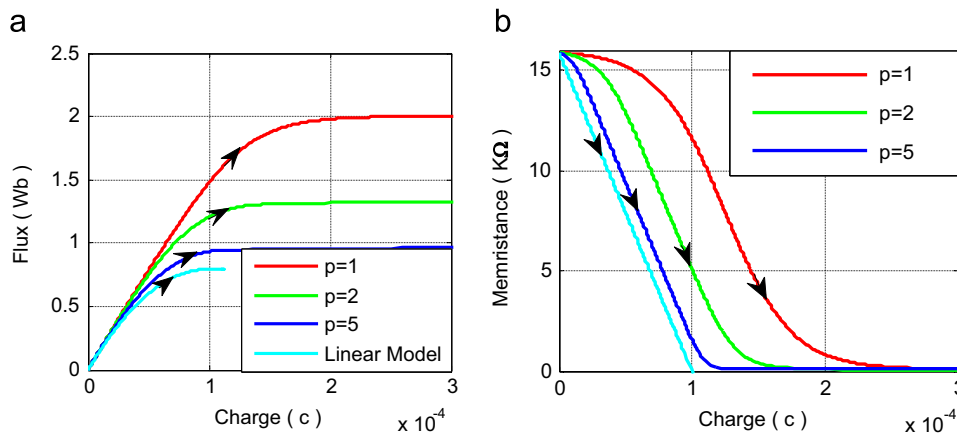 a
Flux ( Wb )
2.5
2
1.5
1
0.5
0
0
1
2
3
Charge ( c )
x 10-4
p=1
p=2
p=5
Linear Model
b
Memristance ( KΩ )
15
10
5
0
0
1
2
3
Charge ( c )
x 10-4
p=1
p=2
p=5